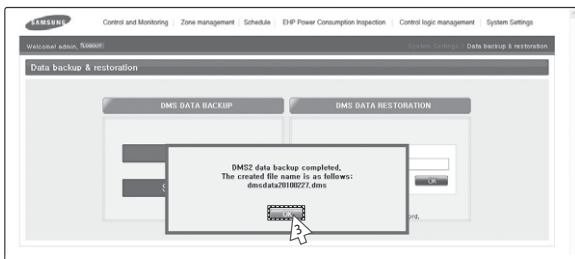 SAMSUNG
Control and Monitoring | Zone management | Schedule | EHP Power Consumption Inspection | Control logic management | System Settings
Welcome! admin, LOGOUT
System Settings Data backup & restoration
Data backup & restoration
DMS DATA BACKUP
DMS DATA RESTORATION
DMS2 data backup completed,
The created file name is as follows:
dmsdata20100227,dms
OK
OK
3